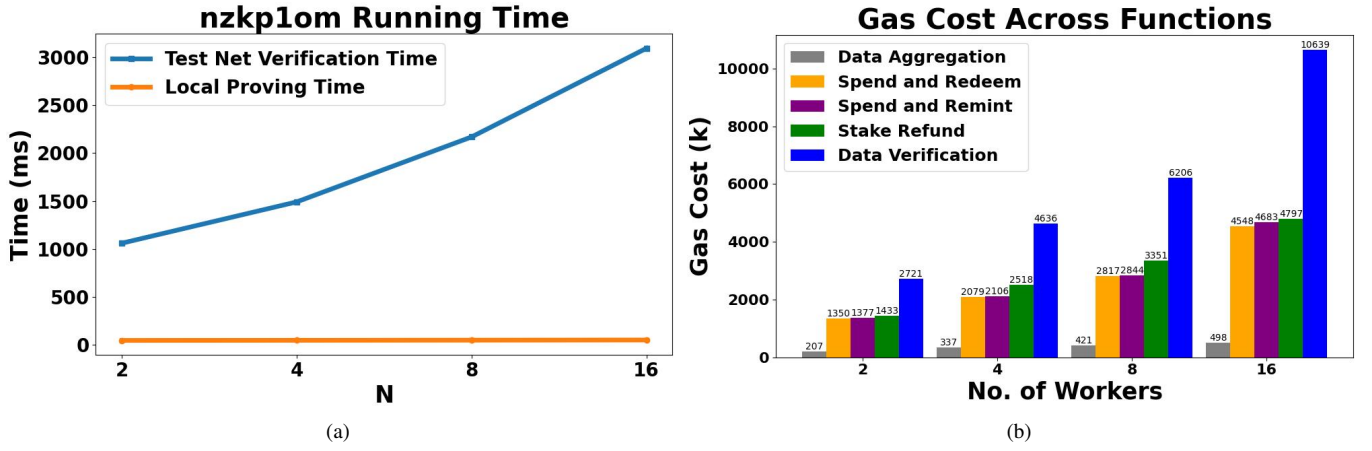 nzkp1om Running Time
Test Net Verification Time
Local Proving Time
3000
2500
2000
1500
1000
500
0
Time (ms)
2 4 8 16
N
(a)
Gas Cost Across Functions
Data Aggregation
Spend and Redeem
Spend and Remint
Stake Refund
Data Verification
10000
8000
6000
4000
2000
0
Gas Cost (k)
207 1350 1377 1433 2721
337 2079 2106 2518 4636
421 2817 2844 3351 6206
498 4548 4683 4797 10639
2 4 8 16
No. of Workers
(b)